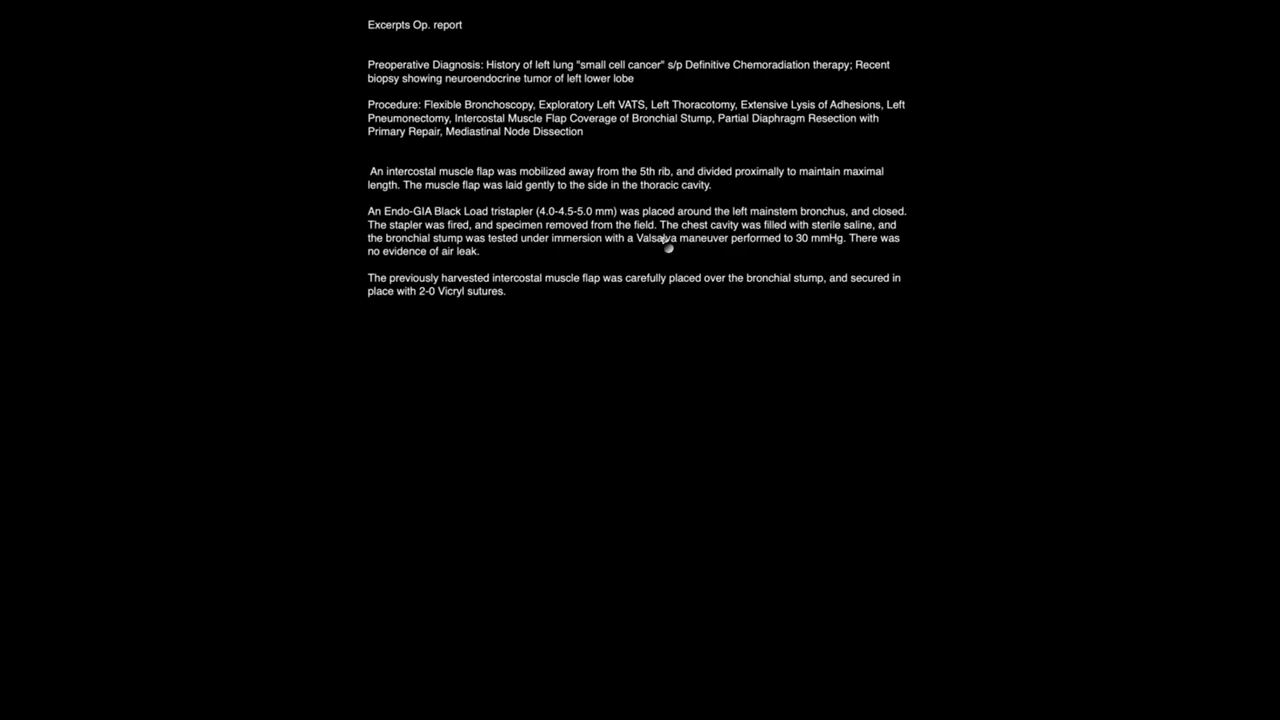 Excerpts Op. report
Preoperative Diagnosis: History of left lung "small cell cancer" s/p Definitive Chemoradiation therapy; Recent
biopsy showing neuroendocrine tumor of left lower lobe
Procedure: Flexible Bronchoscopy, Exploratory Left VATS, Left Thoracotomy, Extensive Lysis of Adhesions, Left
Pneumonectomy, Intercostal Muscle Flap Coverage of Bronchial Stump, Partial Diaphragm Resection with
Primary Repair, Mediastinal Node Dissection
An intercostal muscle flap was mobilized away from the 5th rib, and divided proximally to maintain maximal
length. The muscle flap was laid gently to the side in the thoracic cavity.
An Endo-GIA Black Load tristapler (4.0-4.5-5.0 mm) was placed around the left mainstem bronchus, and closed.
The stapler was fired, and specimen removed from the field. The chest cavity was filled with sterile saline, and
the bronchial stump was tested under immersion with a Valsalva maneuver performed to 30 mmHg. There was
no evidence of air leak.
The previously harvested intercostal muscle flap was carefully placed over the bronchial stump, and secured in
place with 2-0 Vicryl sutures.